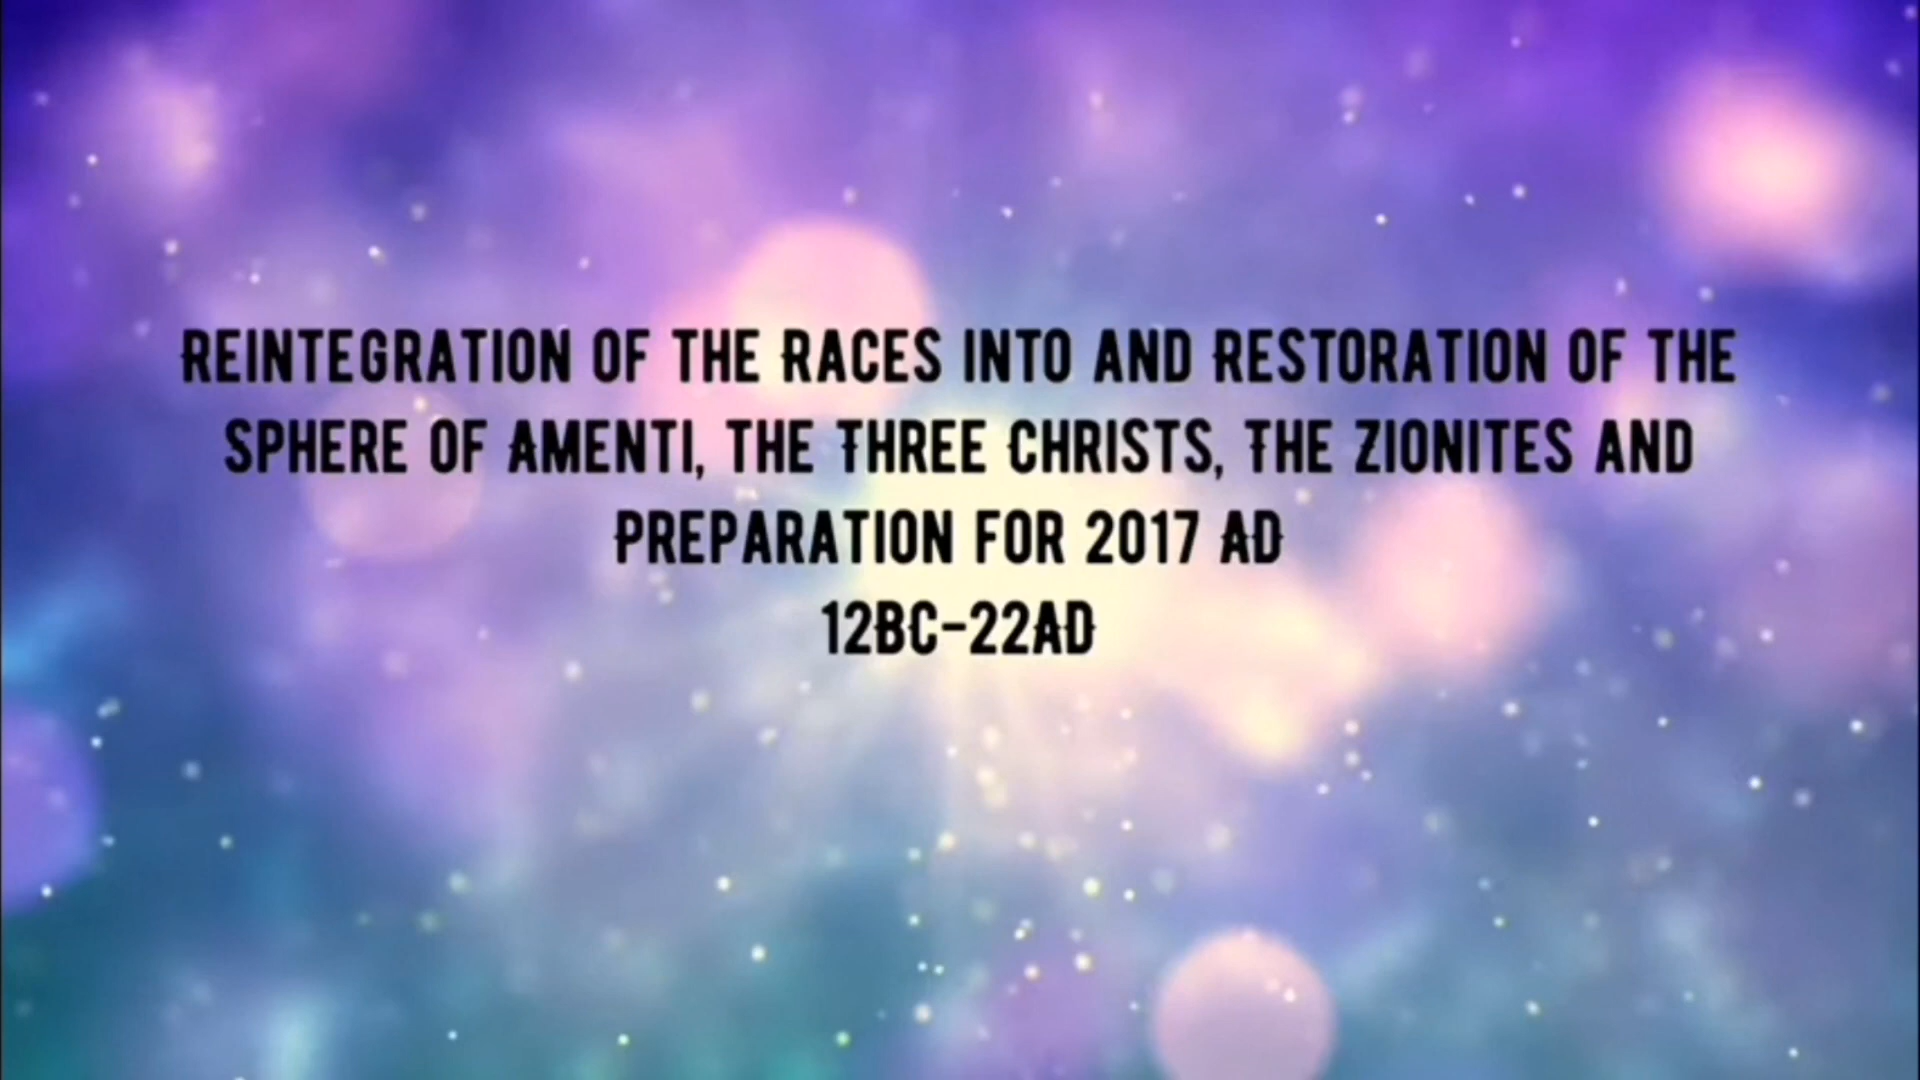 REINTEGRATION OF THE RACES INTO AND RESTORATION OF THE
SPHERE OF AMENTI, THE THREE CHRISTS, THE ZIONITES AND
PREPARATION FOR 2017 AD
12BC-22AD